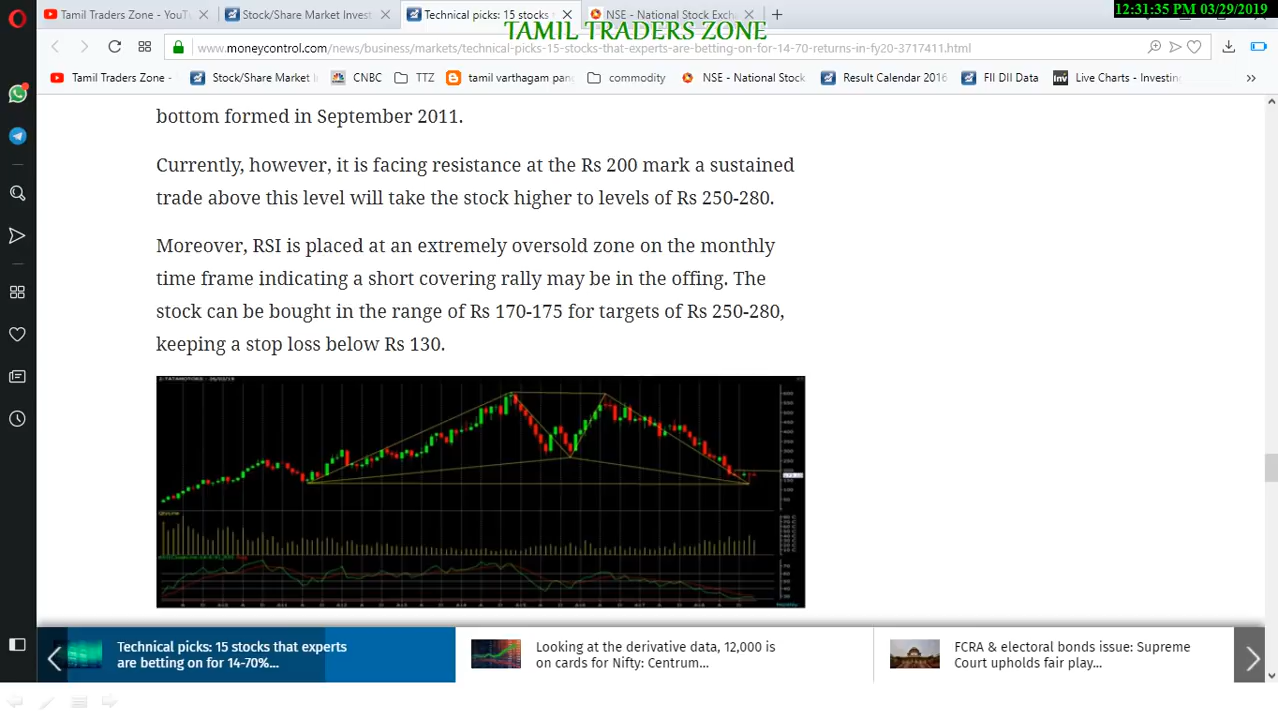 Tamil Traders Zone - YouT
Stock/Share Market Invest
Technical picks: 15 stocks
NSE - National Stock Exch
12:31:35 PM 03/29/2019
TAMIL TRADERS ZONE
www.moneycontrol.com/news/business/markets/technical-picks-15-stocks-that-experts-are-betting-on-for-14-70-returns-in-fy20-3717411.html
Tamil Traders Zone -
Stock/Share Market In
CNBC
TTZ
tamil varthagam pan
commodity
NSE - National Stock
Result Calendar 2016
FII DII Data
Inv
Live Charts - Investin
bottom formed in September 2011.
Currently, however, it is facing resistance at the Rs 200 mark a sustained
trade above this level will take the stock higher to levels of Rs 250-280.
Moreover, RSI is placed at an extremely oversold zone on the monthly
time frame indicating a short covering rally may be in the offing. The
stock can be bought in the range of Rs 170-175 for targets of Rs 250-280,
keeping a stop loss below Rs 130.
Technical picks: 15 stocks that experts
are betting on for 14-70%...
Looking at the derivative data, 12,000 is
on cards for Nifty: Centrum...
FCRA & electoral bonds issue: Supreme
Court upholds fair play...